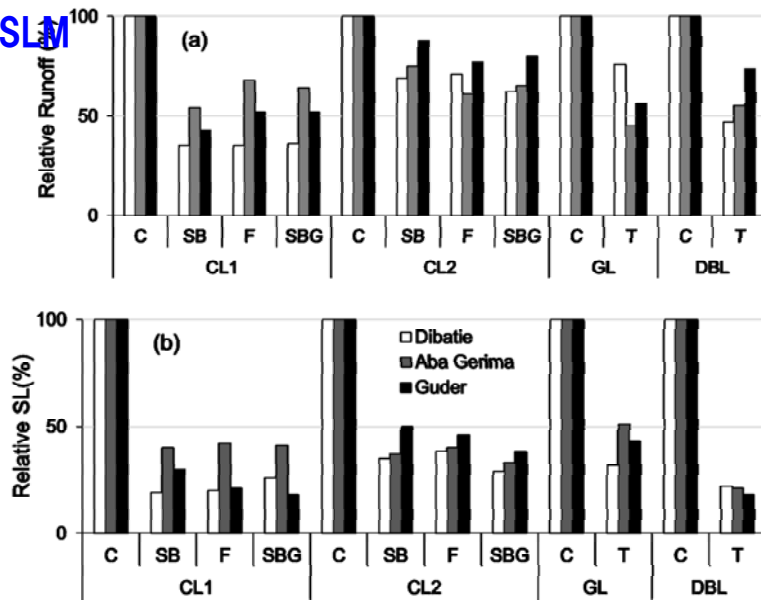 SLM
100
(a)
Relative Runoff (%)
50
0
C SB F SBG C SB F SBG C T C T
CL1 CL2 GL DBL
100
(b)
Dibatie
Aba Gerima
Guder
Relative SL(%)
50
0
C SB F SBG C SB F SBG C T C T
CL1 CL2 GL DBL